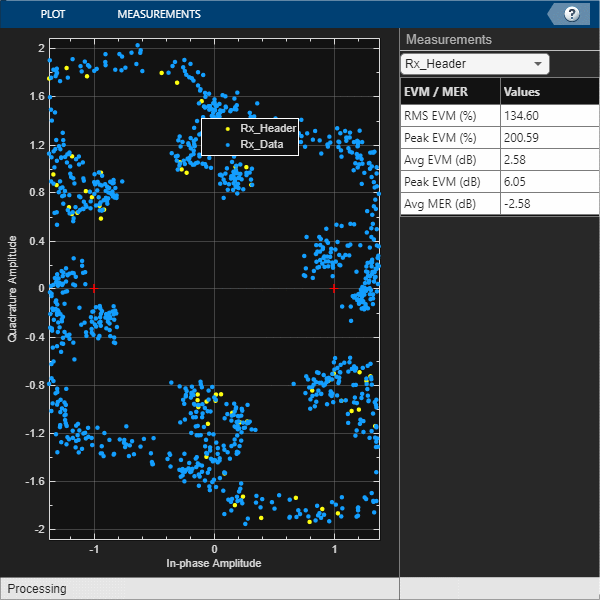 PLOT MEASUREMENTS ?
Measurements
Rx_Header
EVM / MER Values
RMS EVM (%) 134.60
Peak EVM (%) 200.59
Avg EVM (dB) 2.58
Peak EVM (dB) 6.05
Avg MER (dB) -2.58
Rx_Header
Rx_Data
2
1.6
1.2
0.8
0.4
0
-0.4
-0.8
-1.2
-1.6
-2
Quadrature Amplitude
-1 0 1
In-phase Amplitude
Processing